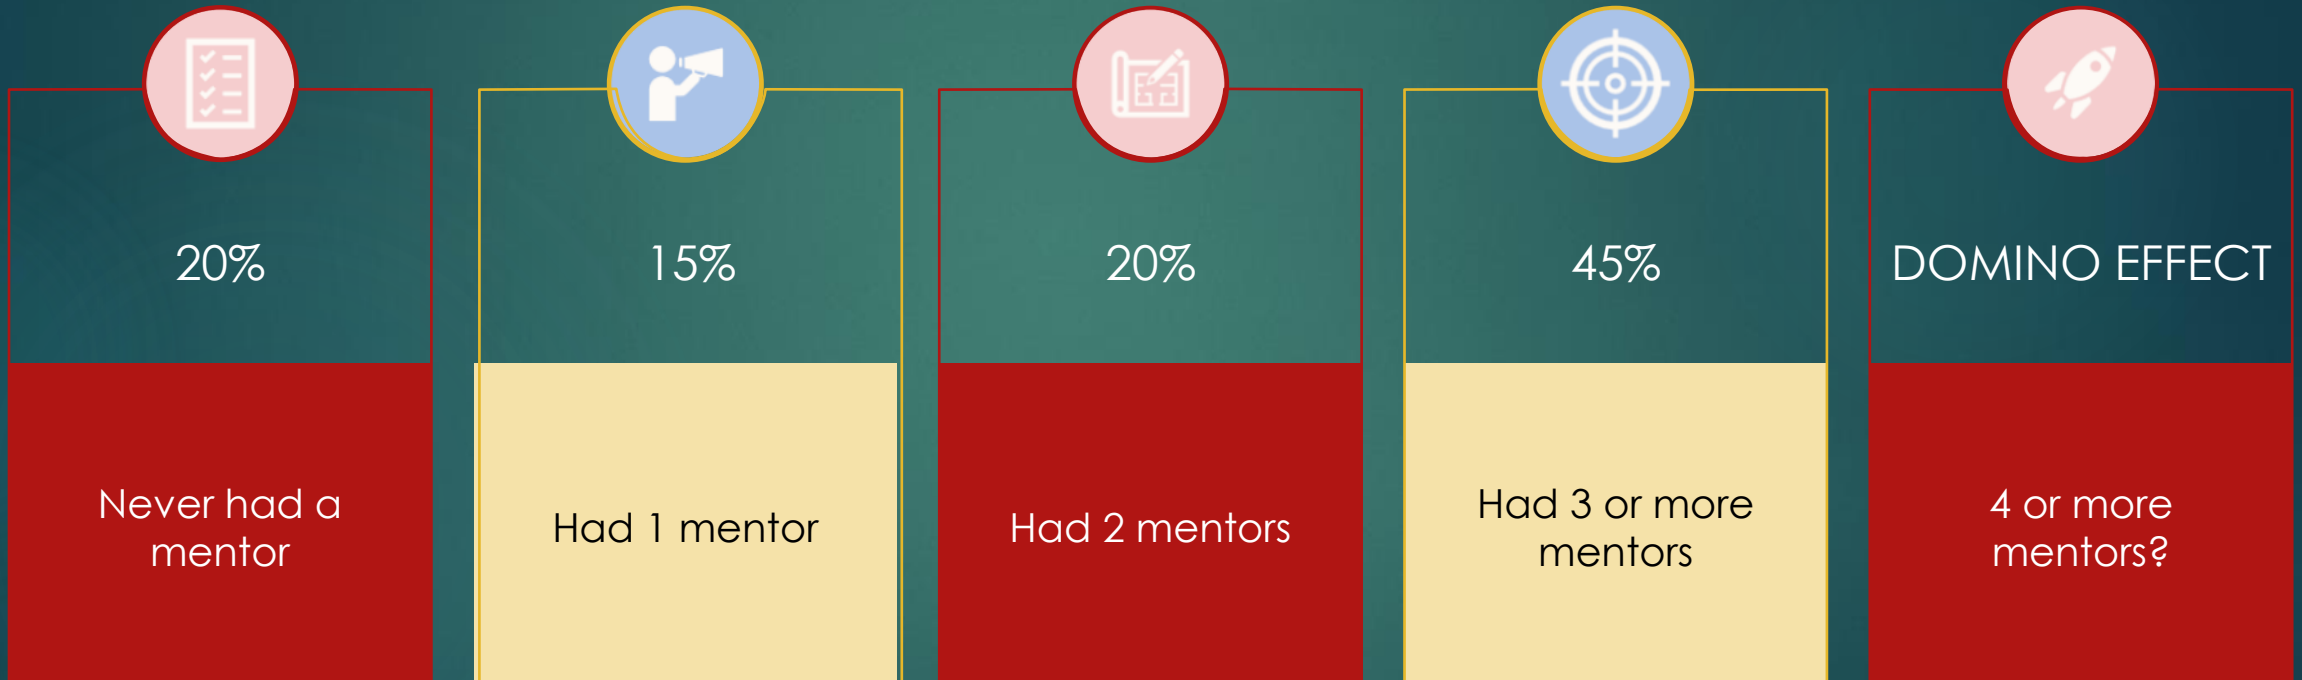 20%
Never had a
mentor
15%
Had 1 mentor
20%
Had 2 mentors
45%
Had 3 or more
mentors
DOMINO EFFECT
4 or more
mentors?